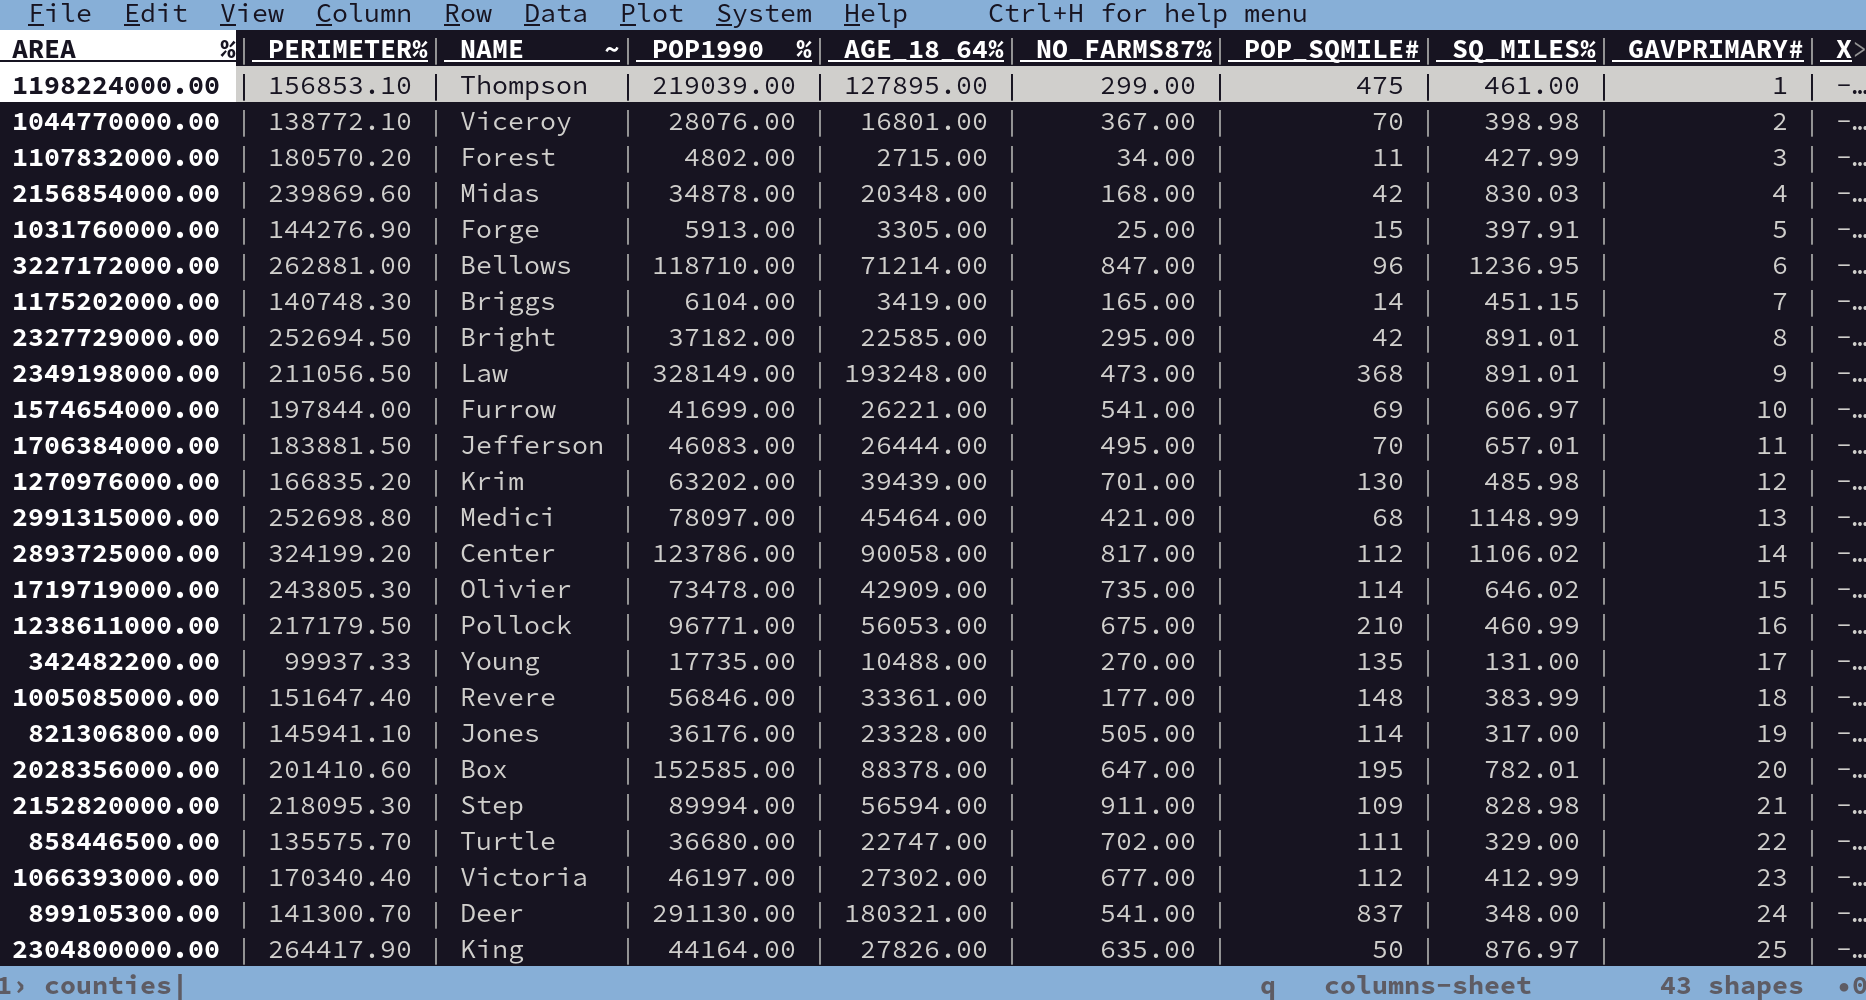 File Edit View Column Row Data Plot System Help Ctrl+H for help menu
AREA %| PERIMETER%| NAME ~| POP1990 %| AGE_18_64%| NO_FARMS87%| POP_SQMILE#| SQ_MILES%| GAVPRIMARY#| X>
1198224000.00 | 156853.10 | Thompson | 219039.00 | 127895.00 | 299.00 | 475 | 461.00 | 1 | -…
1044770000.00 | 138772.10 | Viceroy | 28076.00 | 16801.00 | 367.00 | 70 | 398.98 | 2 | -…
1107832000.00 | 180570.20 | Forest | 4802.00 | 2715.00 | 34.00 | 11 | 427.99 | 3 | -…
2156854000.00 | 239869.60 | Midas | 34878.00 | 20348.00 | 168.00 | 42 | 830.03 | 4 | -…
1031760000.00 | 144276.90 | Forge | 5913.00 | 3305.00 | 25.00 | 15 | 397.91 | 5 | -…
3227172000.00 | 262881.00 | Bellows | 118710.00 | 71214.00 | 847.00 | 96 | 1236.95 | 6 | -…
1175202000.00 | 140748.30 | Briggs | 6104.00 | 3419.00 | 165.00 | 14 | 451.15 | 7 | -…
2327729000.00 | 252694.50 | Bright | 37182.00 | 22585.00 | 295.00 | 42 | 891.01 | 8 | -…
2349198000.00 | 211056.50 | Law | 328149.00 | 193248.00 | 473.00 | 368 | 891.01 | 9 | -…
1574654000.00 | 197844.00 | Furrow | 41699.00 | 26221.00 | 541.00 | 69 | 606.97 | 10 | -…
1706384000.00 | 183881.50 | Jefferson | 46083.00 | 26444.00 | 495.00 | 70 | 657.01 | 11 | -…
1270976000.00 | 166835.20 | Krim | 63202.00 | 39439.00 | 701.00 | 130 | 485.98 | 12 | -…
2991315000.00 | 252698.80 | Medici | 78097.00 | 45464.00 | 421.00 | 68 | 1148.99 | 13 | -…
2893725000.00 | 324199.20 | Center | 123786.00 | 90058.00 | 817.00 | 112 | 1106.02 | 14 | -…
1719719000.00 | 243805.30 | Olivier | 73478.00 | 42909.00 | 735.00 | 114 | 646.02 | 15 | -…
1238611000.00 | 217179.50 | Pollock | 96771.00 | 56053.00 | 675.00 | 210 | 460.99 | 16 | -…
342482200.00 | 99937.33 | Young | 17735.00 | 10488.00 | 270.00 | 135 | 131.00 | 17 | -…
1005085000.00 | 151647.40 | Revere | 56846.00 | 33361.00 | 177.00 | 148 | 383.99 | 18 | -…
821306800.00 | 145941.10 | Jones | 36176.00 | 23328.00 | 505.00 | 114 | 317.00 | 19 | -…
2028356000.00 | 201410.60 | Box | 152585.00 | 88378.00 | 647.00 | 195 | 782.01 | 20 | -…
2152820000.00 | 218095.30 | Step | 89994.00 | 56594.00 | 911.00 | 109 | 828.98 | 21 | -…
858446500.00 | 135575.70 | Turtle | 36680.00 | 22747.00 | 702.00 | 111 | 329.00 | 22 | -…
1066393000.00 | 170340.40 | Victoria | 46197.00 | 27302.00 | 677.00 | 112 | 412.99 | 23 | -…
899105300.00 | 141300.70 | Deer | 291130.00 | 180321.00 | 541.00 | 837 | 348.00 | 24 | -…
2304800000.00 | 264417.90 | King | 44164.00 | 27826.00 | 635.00 | 50 | 876.97 | 25 | -…
1› counties| q columns-sheet 43 shapes •0